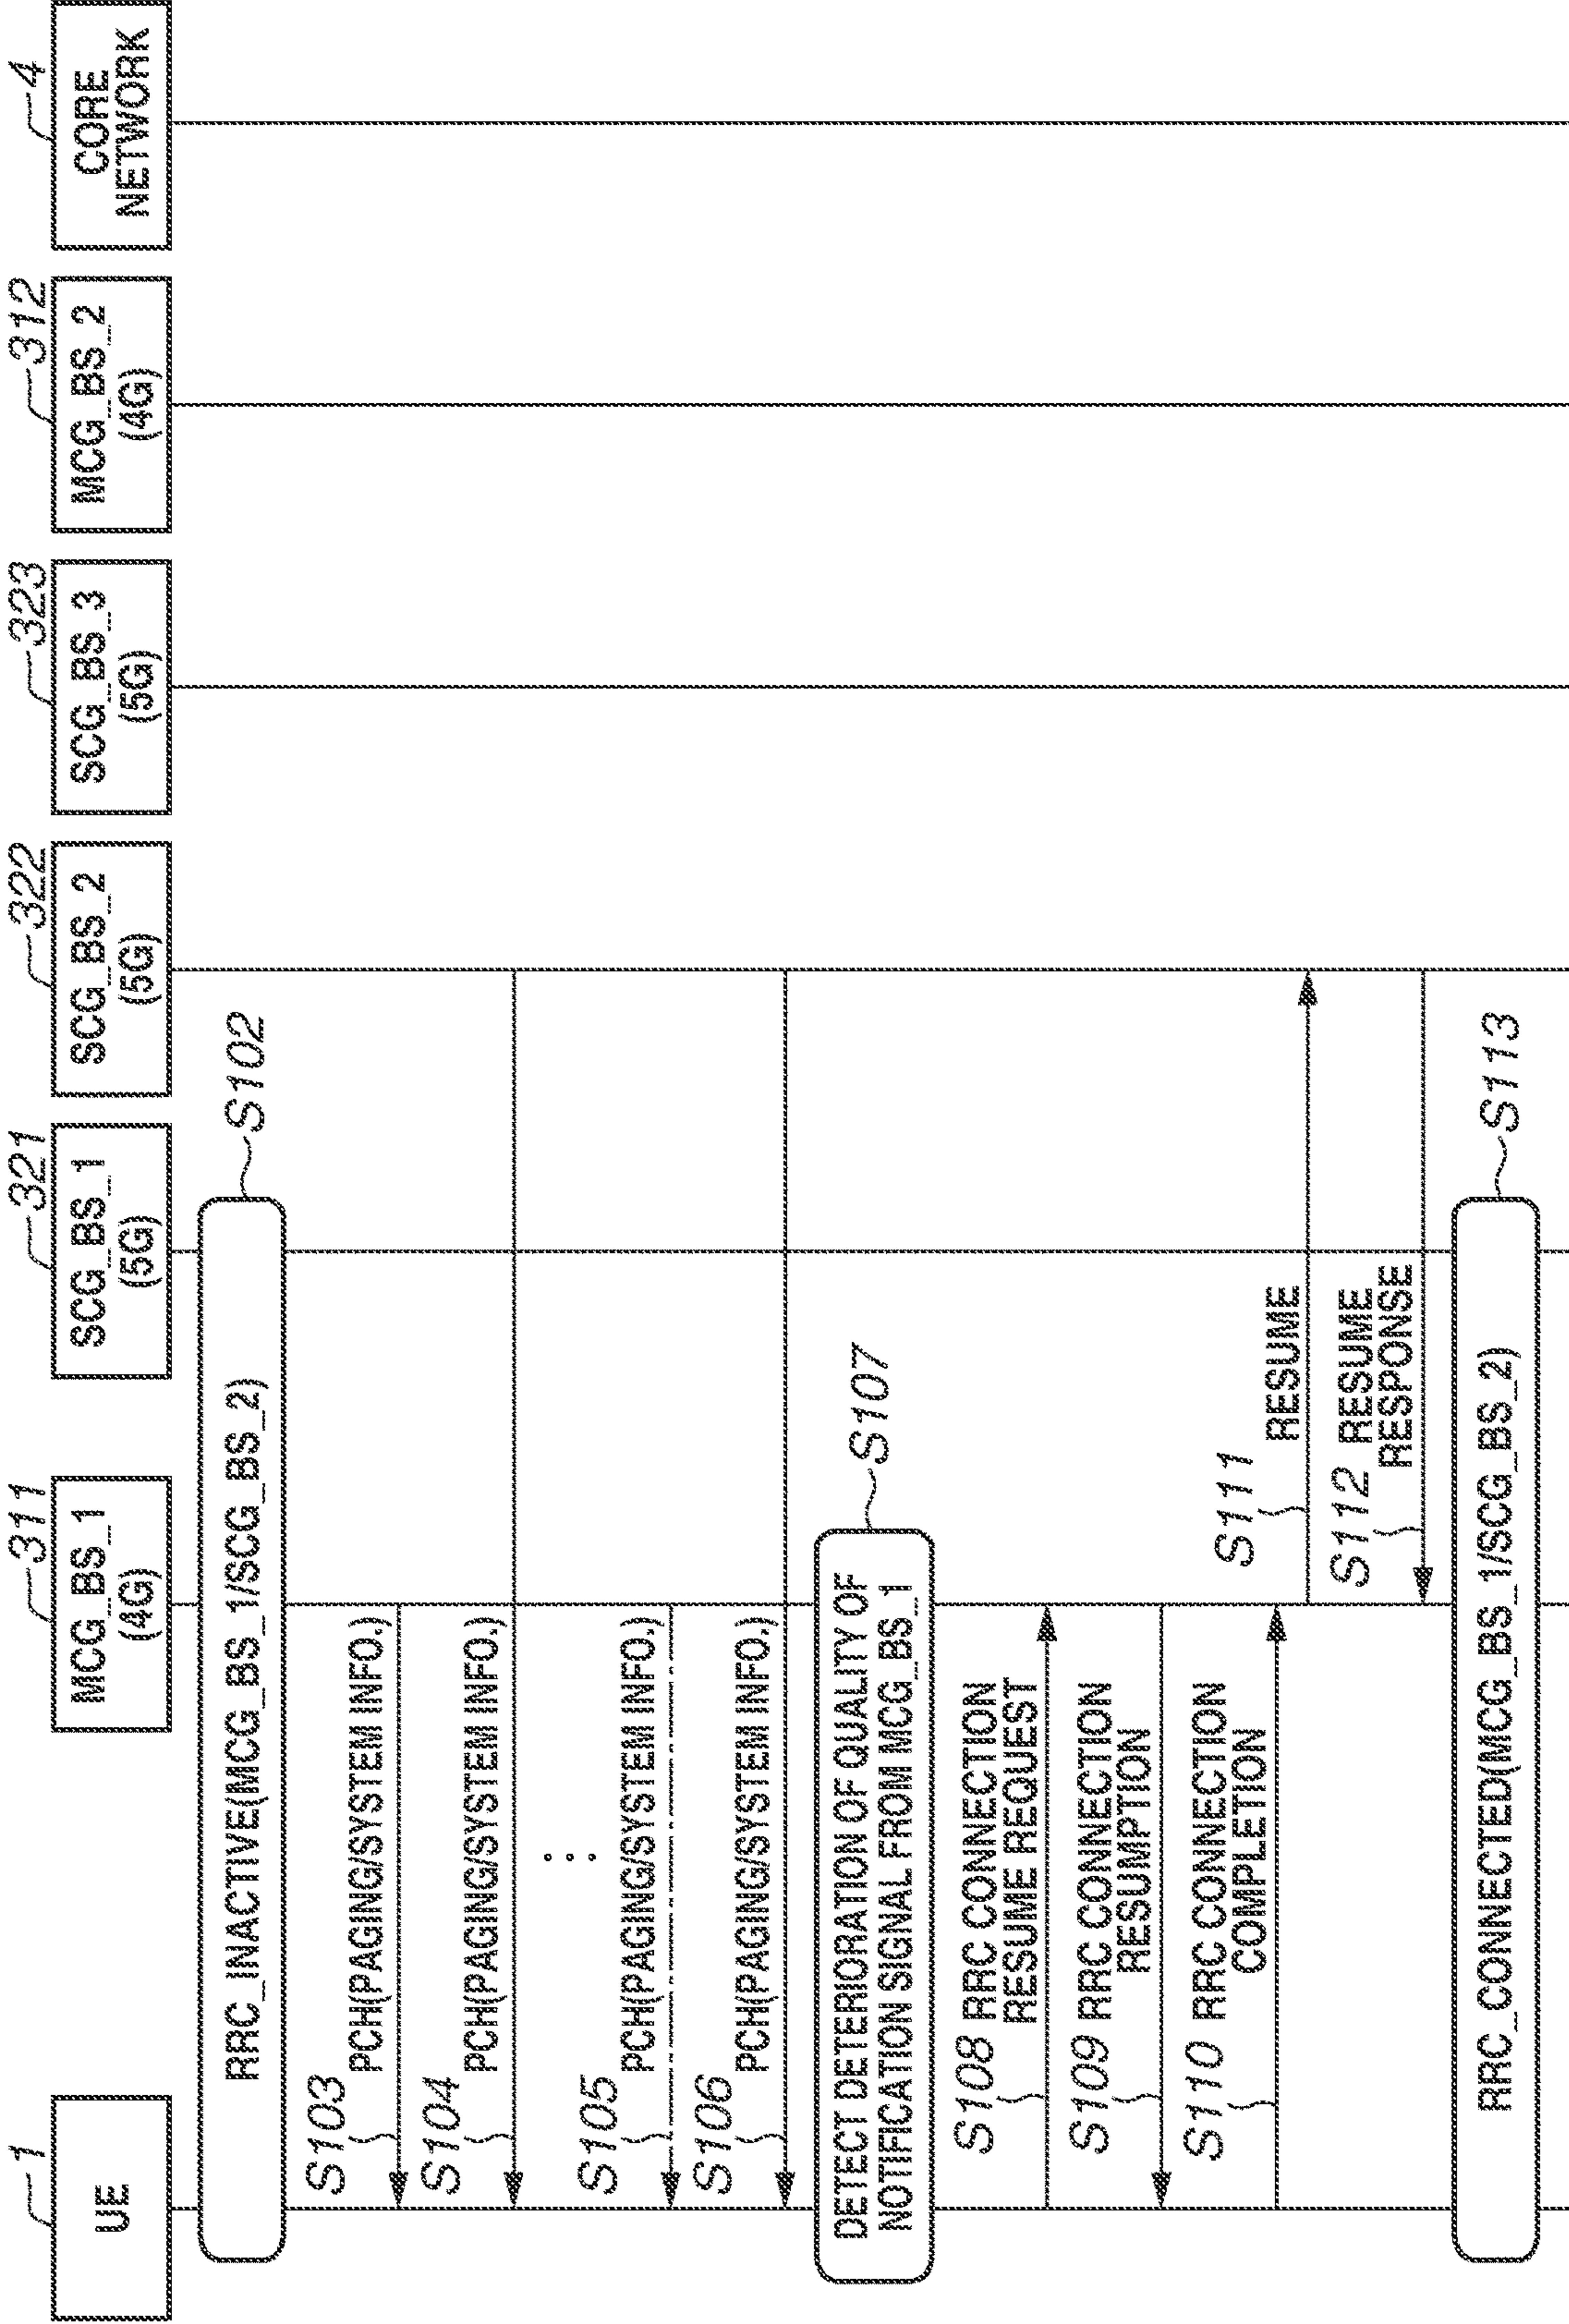 1
UE
311
MCG_BS_1
(4G)
321
SCG_BS_1
(5G)
322
SCG_BS_2
(5G)
323
SCG_BS_3
(5G)
312
MCG_BS_2
(4G)
4
CORE
NETWORK
RRC_INACTIVE(MCG_BS_1/SCG_BS_2)
S102
S103
PCH(PAGING/SYSTEM INFO.)
S104
PCH(PAGING/SYSTEM INFO.)
...
S105
PCH(PAGING/SYSTEM INFO.)
S106
PCH(PAGING/SYSTEM INFO.)
DETECT DETERIORATION OF QUALITY OF
NOTIFICATION SIGNAL FROM MCG_BS_1
S107
S108 RRC CONNECTION
RESUME REQUEST
S109 RRC CONNECTION
RESUMPTION
S110 RRC CONNECTION
COMPLETION
S111
RESUME
S112 RESUME
RESPONSE
RRC_CONNECTED(MCG_BS_1/SCG_BS_2)
S113